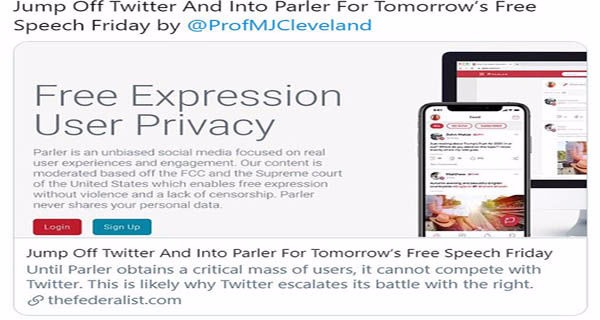 Jump Off Twitter And Into Parler For Tomorrow's Free
Speech Friday by @ProfMJCleveland
Free Expression
User Privacy
Parler is an unbiased social media focused on real
user experiences and engagement. Our content is
moderated based off the FCC and the Supreme court
of the United States which enables free expression
without violence and a lack of censorship. Parler
never shares your personal data.
Login
Sign Up
Jump Off Twitter And Into Parler For Tomorrow's Free Speech Friday
Until Parler obtains a critical mass of users, it cannot compete with
Twitter. This is likely why Twitter escalates its battle with the right.
thefederalist.com